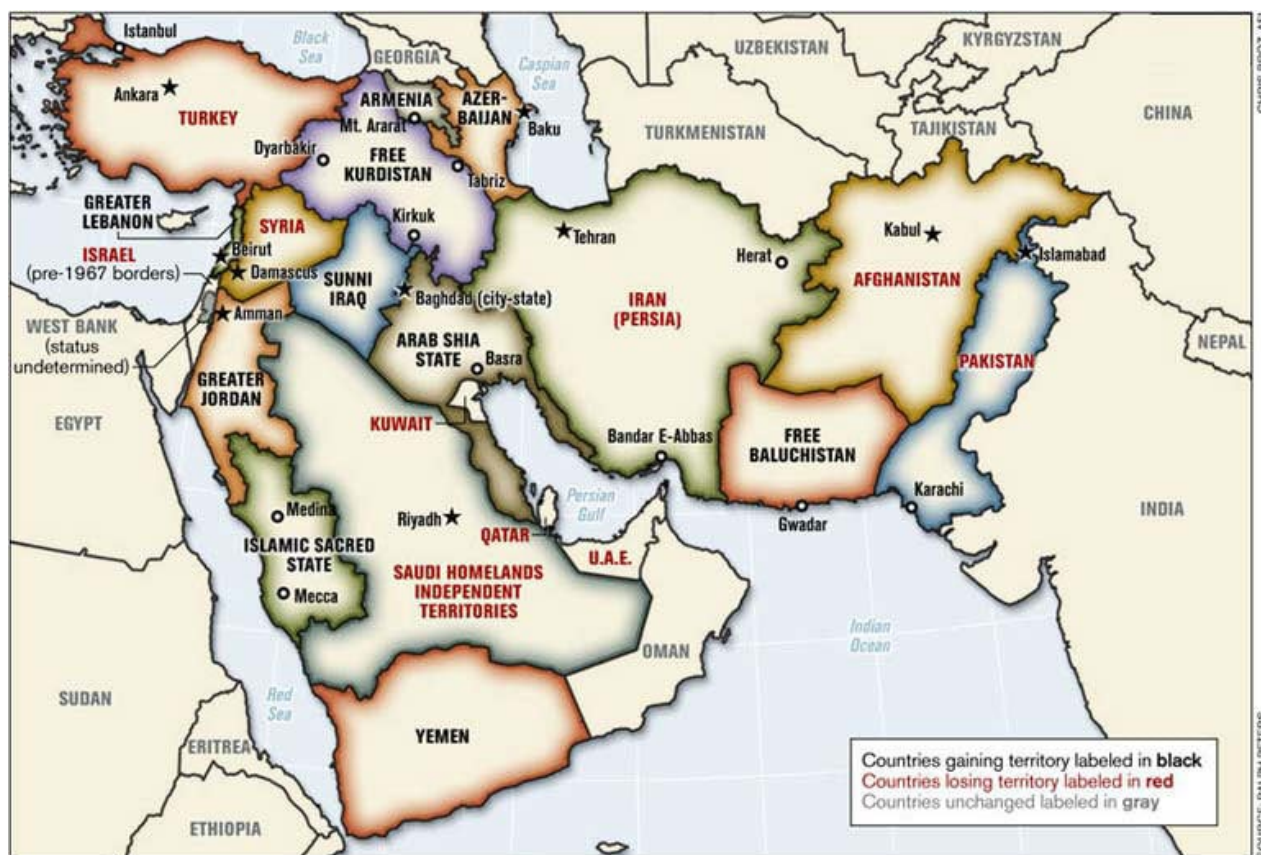 Istanbul
Black
Sea
GEORGIA
Caspian
Sea
UZBEKISTAN
KYRGYZSTAN
CHINA
Ankara
TURKEY
ARMENIA
Mt. Ararat
AZER-
BAIJAN
Baku
TURKMENISTAN
TAJIKISTAN
Dyarbakir
FREE
KURDISTAN
Tabriz
GREATER
LEBANON
SYRIA
Kirkuk
Tehran
Herat
Kabul
Islamabad
ISRAEL
(pre-1967 borders)
Beirut
Damascus
SUNNI
IRAQ
Baghdad (city-state)
IRAN
(PERSIA)
AFGHANISTAN
WEST BANK
(status
undetermined)
Amman
ARAB SHIA
STATE
Basra
PAKISTAN
NEPAL
GREATER
JORDAN
EGYPT
KUWAIT
Bandar E-Abbas
FREE
BALUCHISTAN
Karachi
Gwadar
INDIA
Persian
Gulf
Medina
ISLAMIC SACRED
STATE
Mecca
Riyadh
QATAR
U.A.E.
SAUDI HOMELANDS
INDEPENDENT
TERRITORIES
OMAN
Indian
Ocean
SUDAN
Red
Sea
YEMEN
ERITREA
ETHIOPIA
Countries gaining territory labeled in black
Countries losing territory labeled in red
Countries unchanged labeled in gray